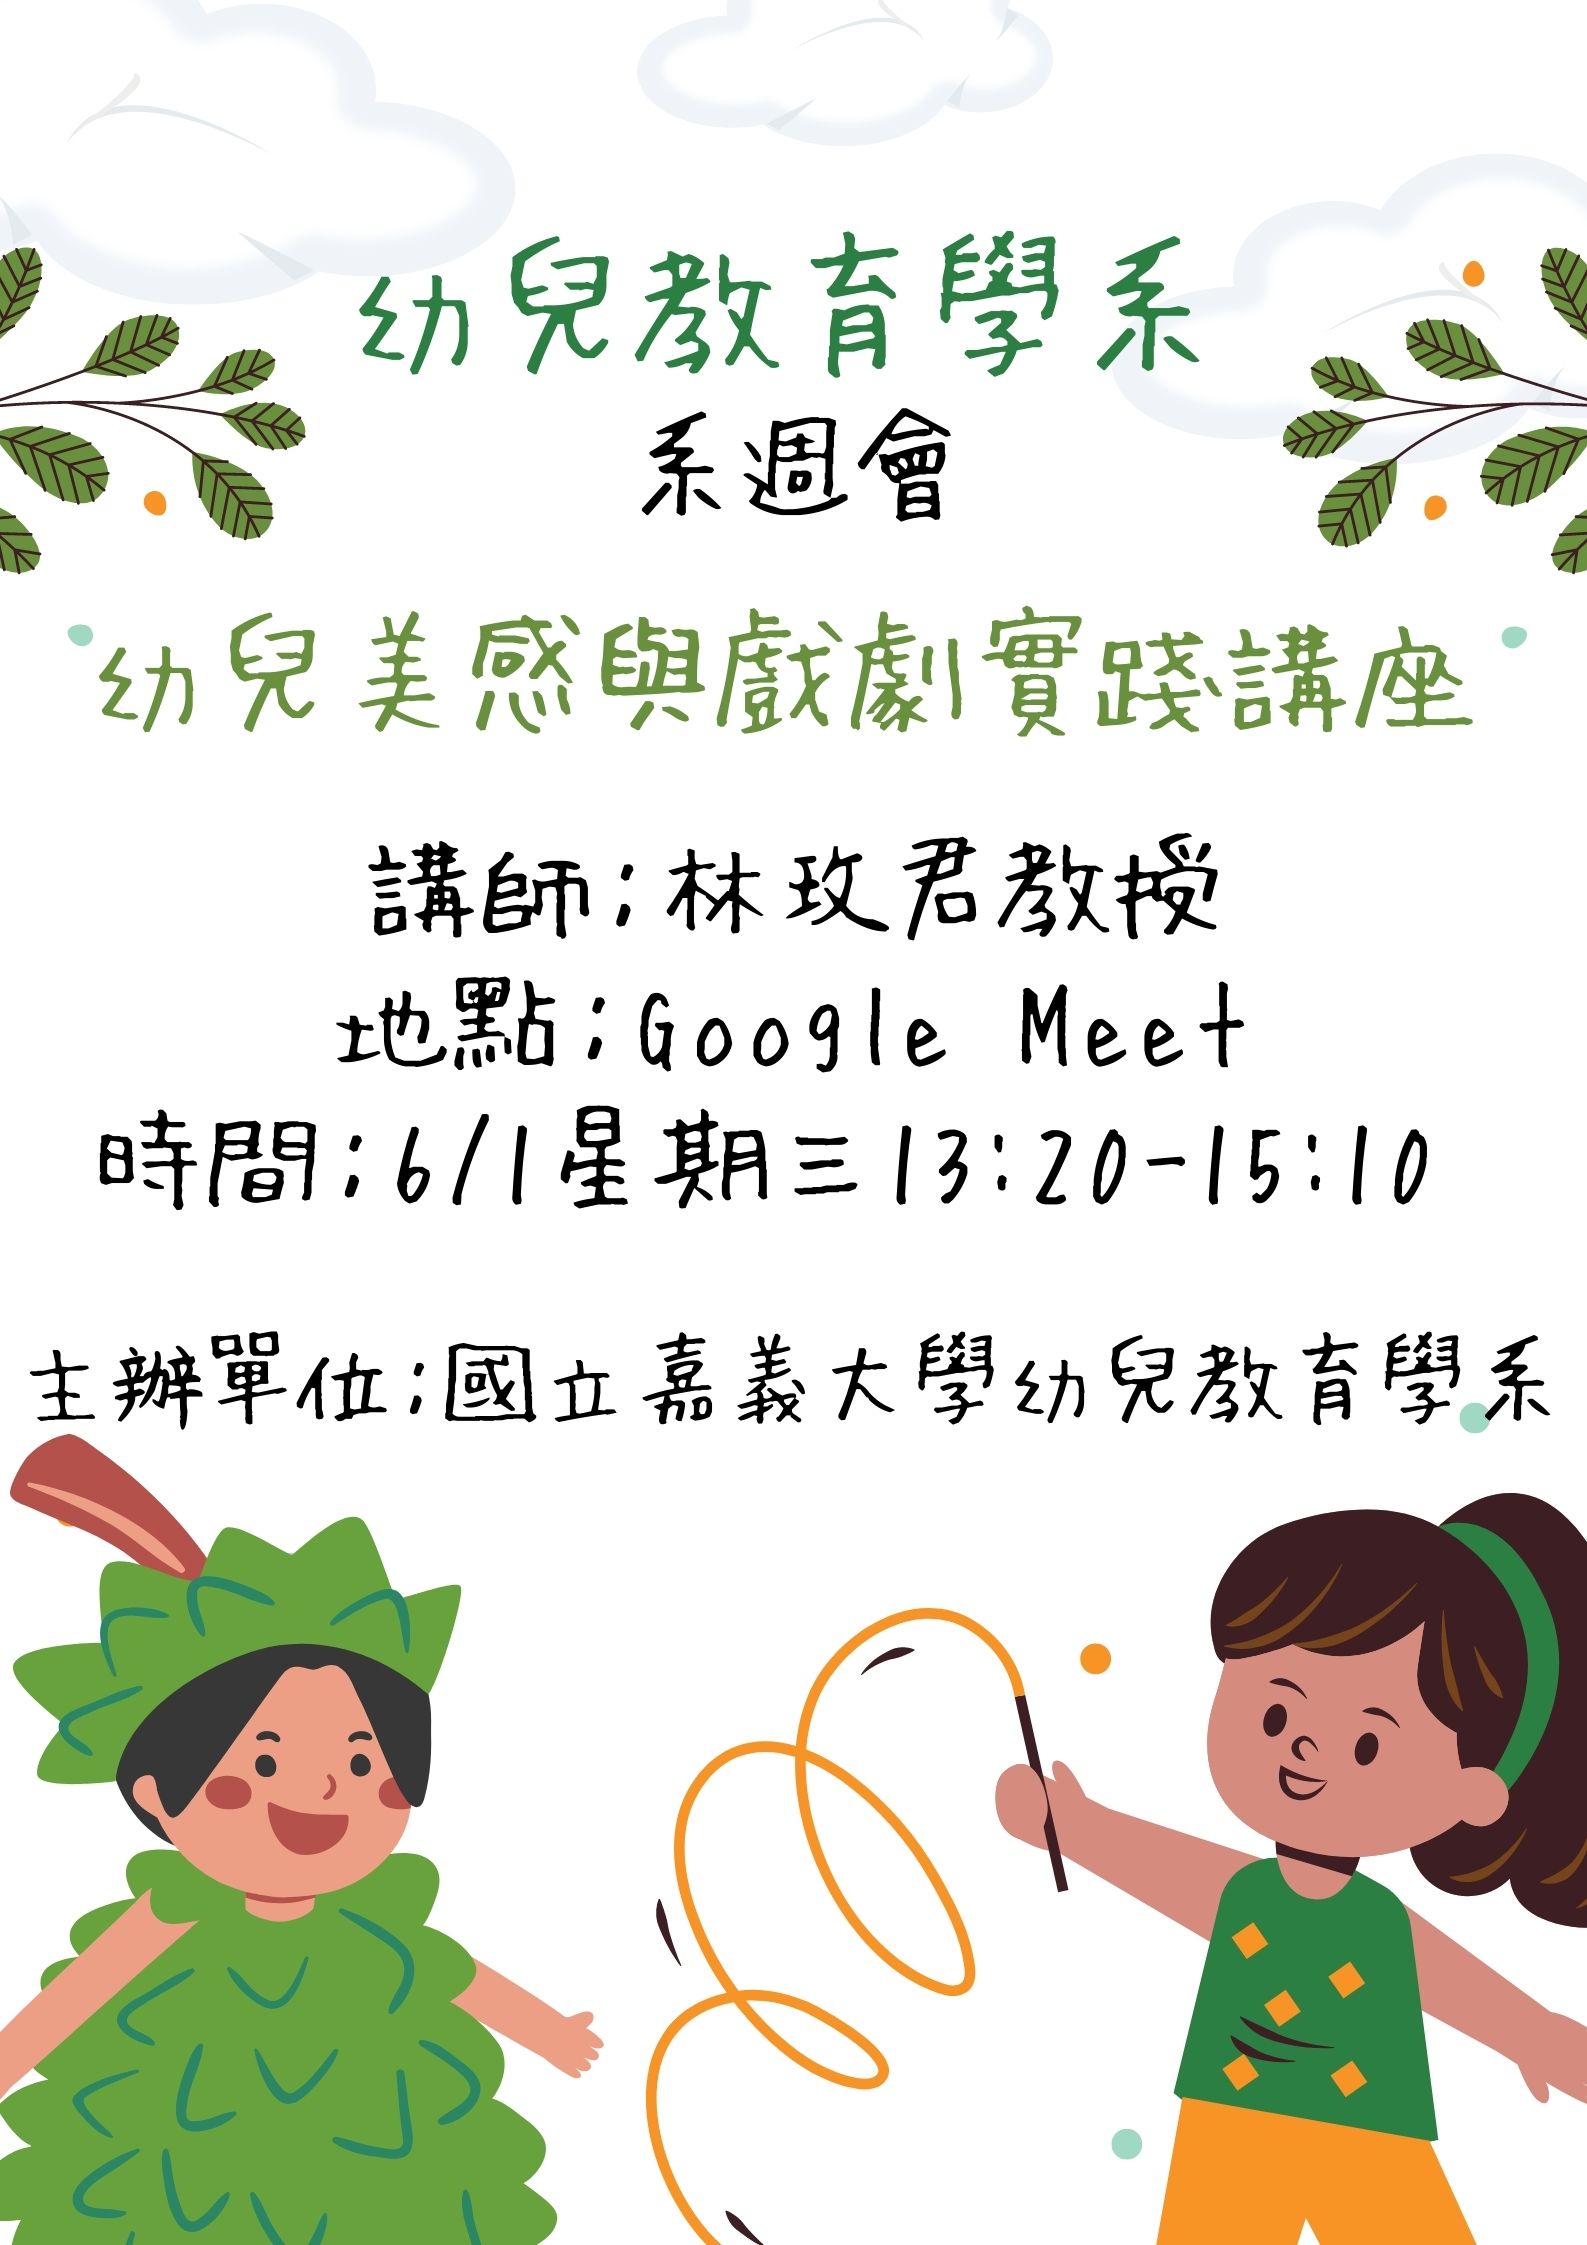 幼兒教育學系
系週會
幼兒美感與戲劇實踐講座
講師;林玫君教授
地點;Google Meet
時間;6/1星期三13:20-15:10
主辦單位;國立嘉義大學幼兒教育學系